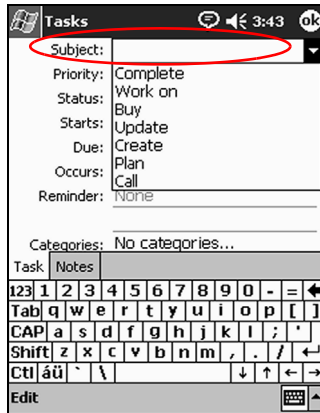 Tasks 3:43 ok
Subject:
Priority: Complete
Work on
Status:
Buy
Starts: Update
Due: Create
Plan
Occurs:
Call
Reminder: None
Categories: No categories...
Task Notes
123 1 2 3 4 5 6 7 8 9 0 - =
Tab q w e r t y u i o p [ ]
CAP a s d f g h j k l ; '
Shift z x c v b n m , . /
Ctl áü ` \
Edit